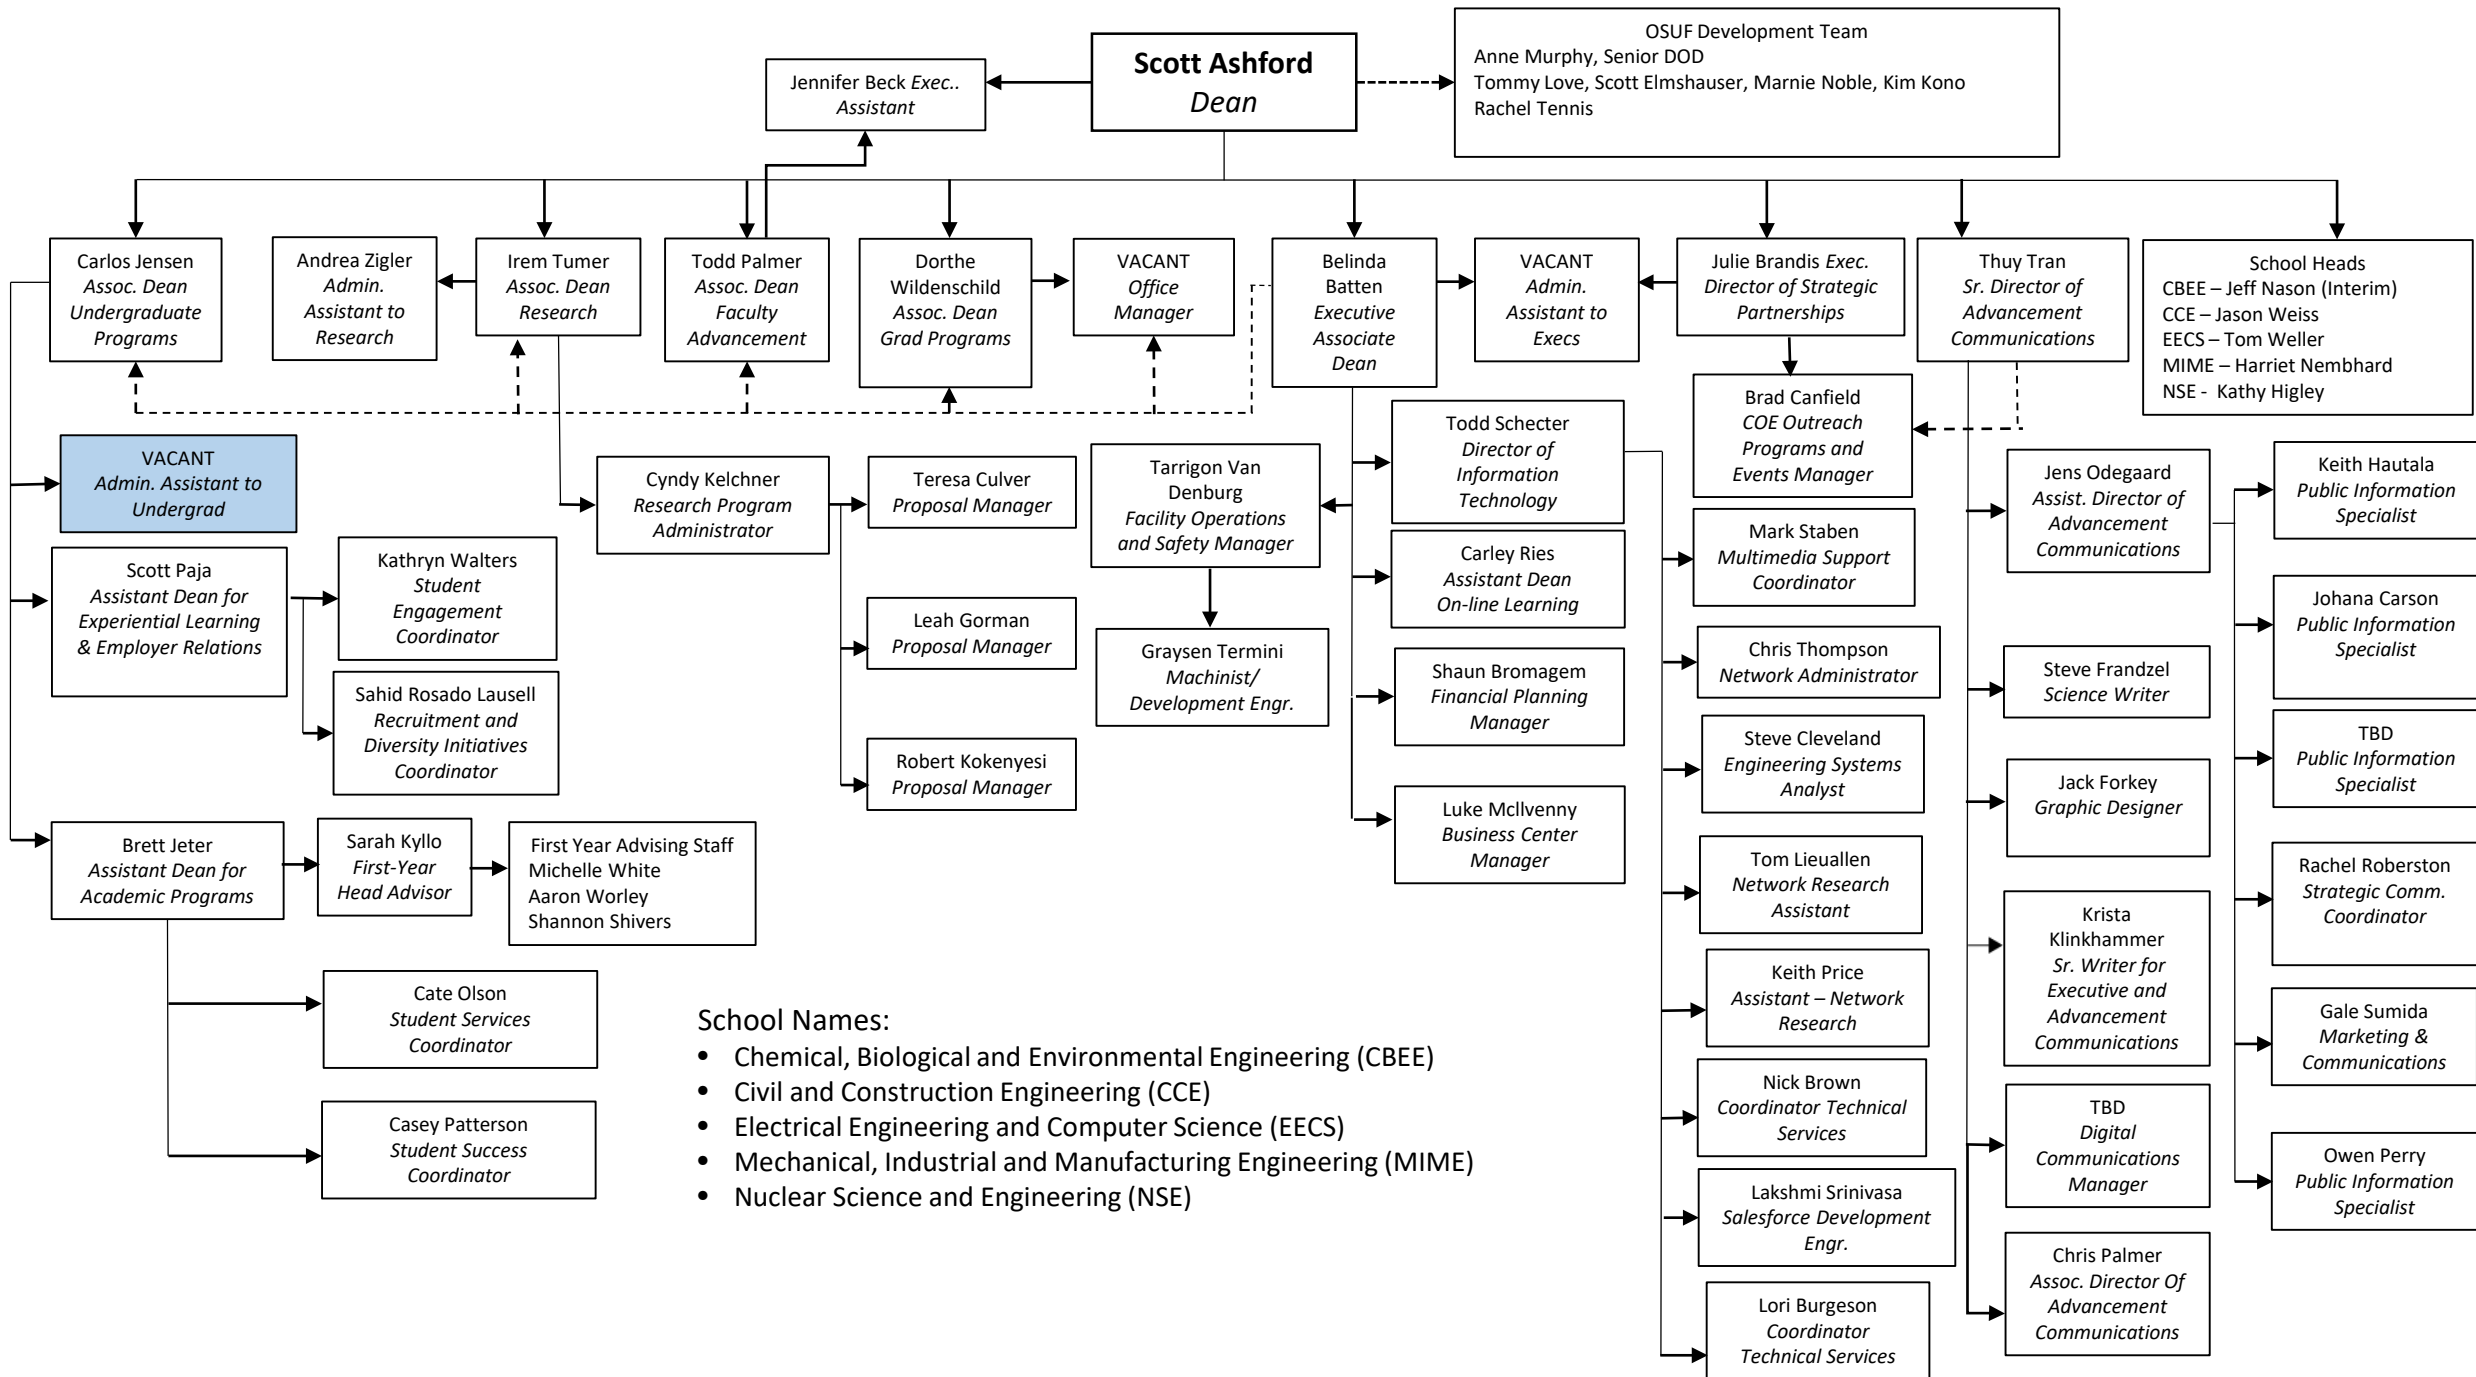 Scott Ashford
Dean
OSUF Development Team
Anne Murphy, Senior DOD
Tommy Love, Scott Elmshauser, Marnie Noble, Kim Kono
Rachel Tennis
Jennifer Beck Exec..
Assistant
Carlos Jensen
Assoc. Dean
Undergraduate
Programs
Andrea Zigler
Admin.
Assistant to
Research
Irem Tumer
Assoc. Dean
Research
Todd Palmer
Assoc. Dean
Faculty
Advancement
Dorthe
Wildenschild
Assoc. Dean
Grad Programs
VACANT
Office
Manager
Belinda
Batten
Executive
Associate
Dean
VACANT
Admin.
Assistant to
Execs
Julie Brandis Exec.
Director of Strategic
Partnerships
Thuy Tran
Sr. Director of
Advancement
Communications
School Heads
CBEE – Jeff Nason (Interim)
CCE – Jason Weiss
EECS – Tom Weller
MIME – Harriet Nembhard
NSE - Kathy Higley
VACANT
Admin. Assistant to
Undergrad
Scott Paja
Assistant Dean for
Experiential Learning
& Employer Relations
Kathryn Walters
Student
Engagement
Coordinator
Sahid Rosado Lausell
Recruitment and
Diversity Initiatives
Coordinator
Brett Jeter
Assistant Dean for
Academic Programs
Sarah Kyllo
First-Year
Head Advisor
First Year Advising Staff
Michelle White
Aaron Worley
Shannon Shivers
Cate Olson
Student Services
Coordinator
Casey Patterson
Student Success
Coordinator
Cyndy Kelchner
Research Program
Administrator
Teresa Culver
Proposal Manager
Leah Gorman
Proposal Manager
Robert Kokenyesi
Proposal Manager
Tarrigon Van
Denburg
Facility Operations
and Safety Manager
Graysen Termini
Machinist/
Development Engr.
Todd Schecter
Director of
Information
Technology
Carley Ries
Assistant Dean
On-line Learning
Shaun Bromagem
Financial Planning
Manager
Luke McIlvenny
Business Center
Manager
Brad Canfield
COE Outreach
Programs and
Events Manager
Mark Staben
Multimedia Support
Coordinator
Chris Thompson
Network Administrator
Steve Cleveland
Engineering Systems
Analyst
Tom Lieuallen
Network Research
Assistant
Keith Price
Assistant – Network
Research
Nick Brown
Coordinator Technical
Services
Lakshmi Srinivasa
Salesforce Development
Engr.
Lori Burgeson
Coordinator
Technical Services
Jens Odegaard
Assist. Director of
Advancement
Communications
Steve Frandzel
Science Writer
Jack Forkey
Graphic Designer
Krista
Klinkhammer
Sr. Writer for
Executive and
Advancement
Communications
TBD
Digital
Communications
Manager
Chris Palmer
Assoc. Director Of
Advancement
Communications
Keith Hautala
Public Information
Specialist
Johana Carson
Public Information
Specialist
TBD
Public Information
Specialist
Rachel Roberston
Strategic Comm.
Coordinator
Gale Sumida
Marketing &
Communications
Owen Perry
Public Information
Specialist
School Names:
• Chemical, Biological and Environmental Engineering (CBEE)
• Civil and Construction Engineering (CCE)
• Electrical Engineering and Computer Science (EECS)
• Mechanical, Industrial and Manufacturing Engineering (MIME)
• Nuclear Science and Engineering (NSE)